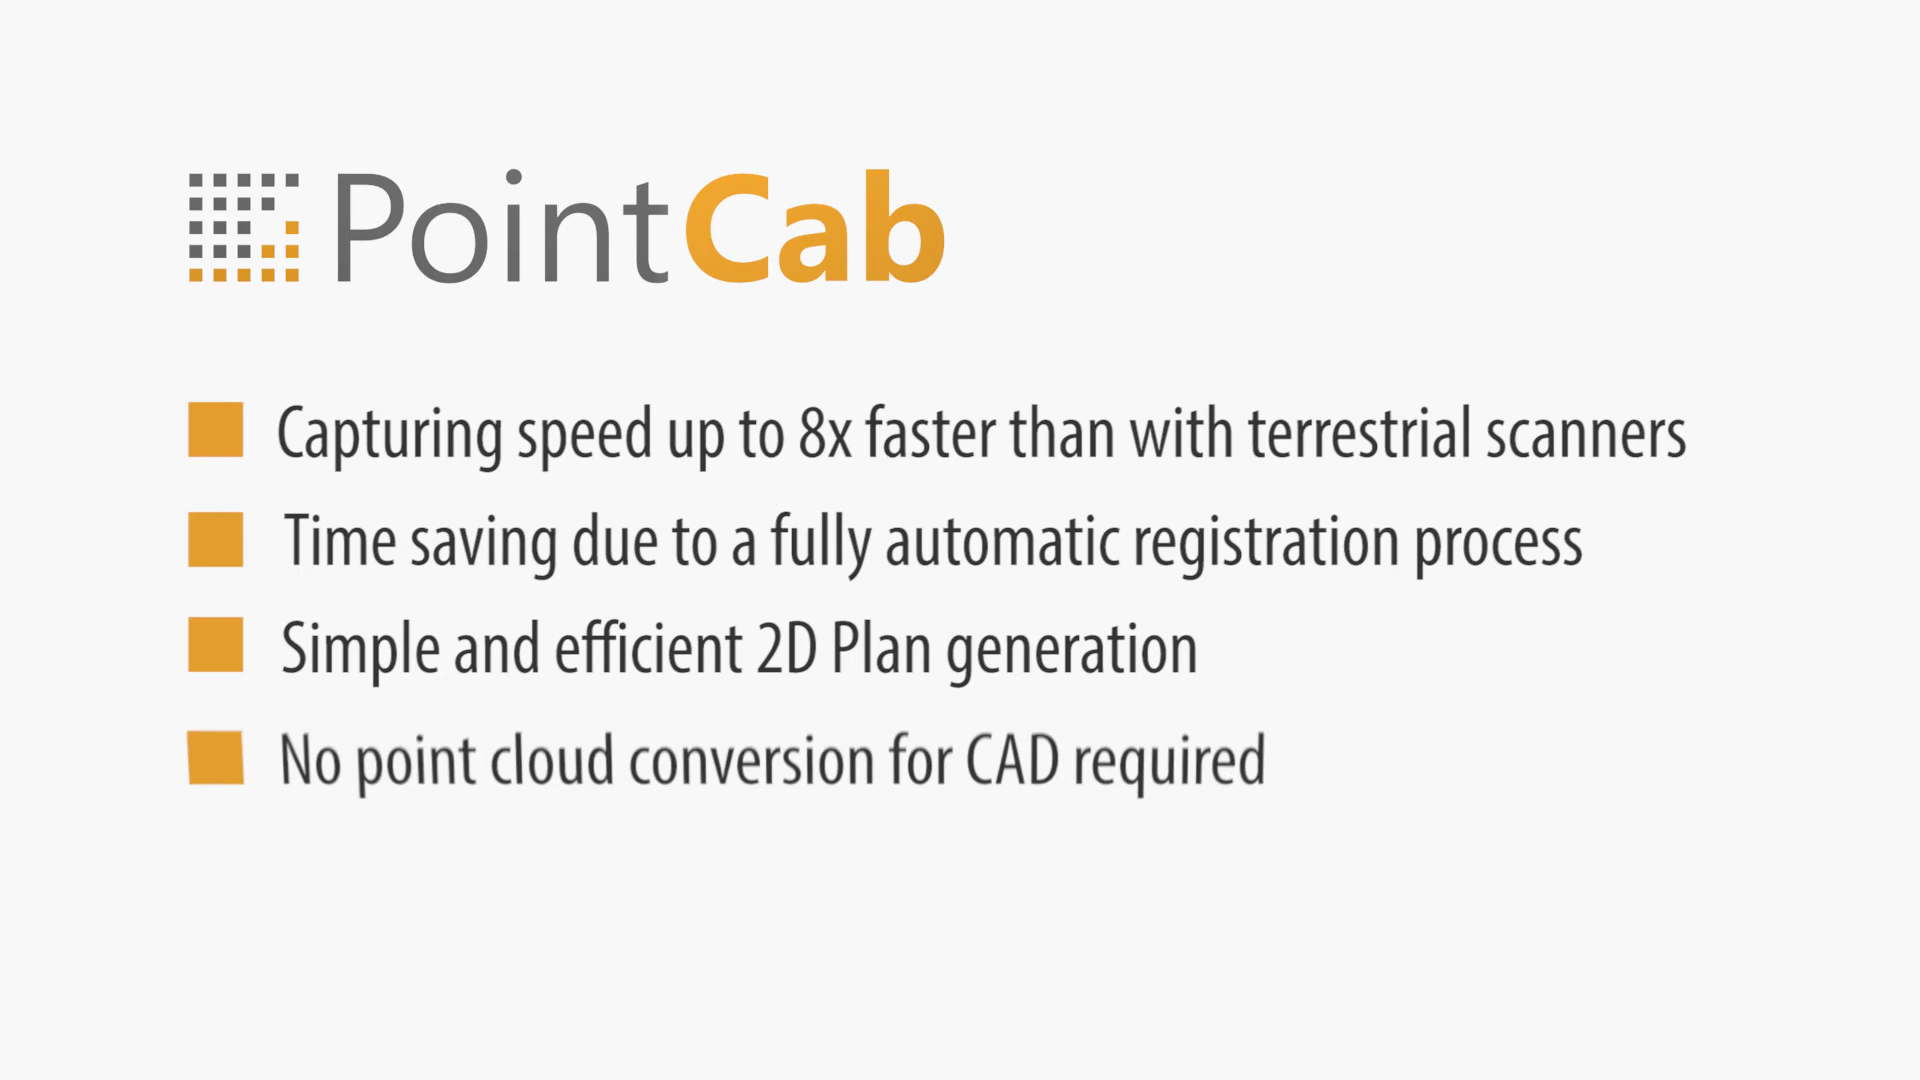 PointCab
Capturing speed up to 8x faster than with terrestrial scanners
Time saving due to a fully automatic registration process
Simple and efficient 2D Plan generation
No point cloud conversion for CAD required